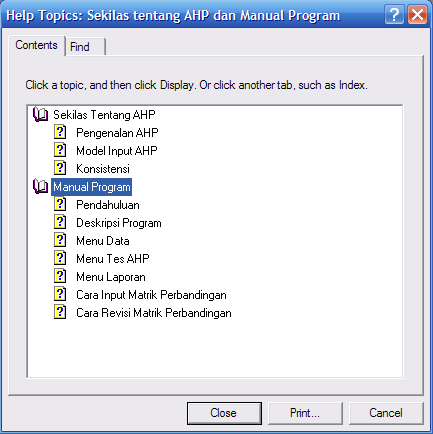 Help Topics: Sekilas tentang AHP dan Manual Program
Contents Find
Click a topic, and then click Display. Or click another tab, such as Index.
Sekilas Tentang AHP
Pengenalan AHP
Model Input AHP
Konsistensi
Manual Program
Pendahuluan
Deskripsi Program
Menu Data
Menu Tes AHP
Menu Laporan
Cara Input Matrik Perbandingan
Cara Revisi Matrik Perbandingan
Close Print... Cancel